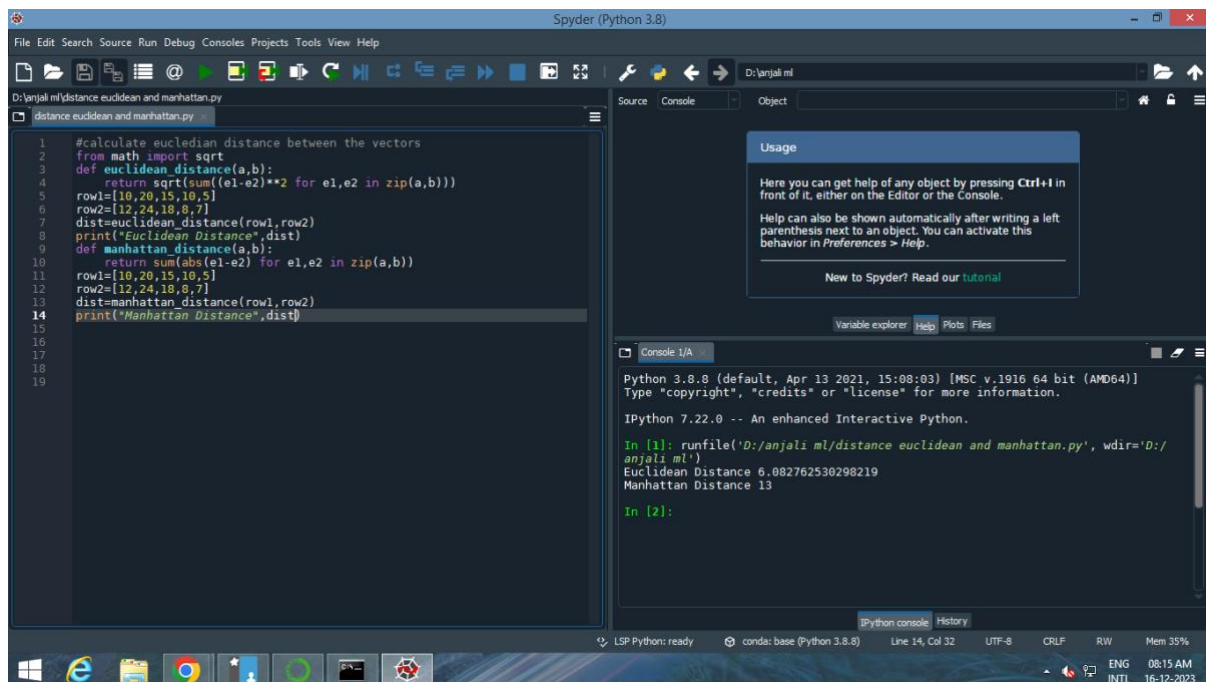 Spyder (Python 3.8)
File Edit Search Source Run Debug Consoles Projects Tools View Help
D:\anjali ml
D:\anjali ml\distance euclidean and manhattan.py
distance euclidean and manhattan.py
1 #calculate eucledian distance between the vectors
2 from math import sqrt
3 def euclidean_distance(a,b):
4     return sqrt(sum((e1-e2)**2 for e1,e2 in zip(a,b)))
5 row1=[10,20,15,10,5]
6 row2=[12,24,18,8,7]
7 dist=euclidean_distance(row1,row2)
8 print("Euclidean Distance",dist)
9 def manhattan_distance(a,b):
10     return sum(abs(e1-e2) for e1,e2 in zip(a,b))
11 row1=[10,20,15,10,5]
12 row2=[12,24,18,8,7]
13 dist=manhattan_distance(row1,row2)
14 print("Manhattan Distance",dist)
15
16
17
18
19
Source Console Object
Usage
Here you can get help of any object by pressing Ctrl+I in
front of it, either on the Editor or the Console.
Help can also be shown automatically after writing a left
parenthesis next to an object. You can activate this
behavior in Preferences > Help.
New to Spyder? Read our tutorial
Variable explorer Help Plots Files
Console 1/A
Python 3.8.8 (default, Apr 13 2021, 15:08:03) [MSC v.1916 64 bit (AMD64)]
Type "copyright", "credits" or "license" for more information.
IPython 7.22.0 -- An enhanced Interactive Python.
In [1]: runfile('D:/anjali ml/distance euclidean and manhattan.py', wdir='D:/
anjali ml')
Euclidean Distance 6.082762530298219
Manhattan Distance 13
In [2]:
IPython console History
LSP Python: ready conda: base (Python 3.8.8) Line 14, Col 32 UTF-8 CRLF RW Mem 35%
ENG 08:15 AM
INTL 16-12-2023